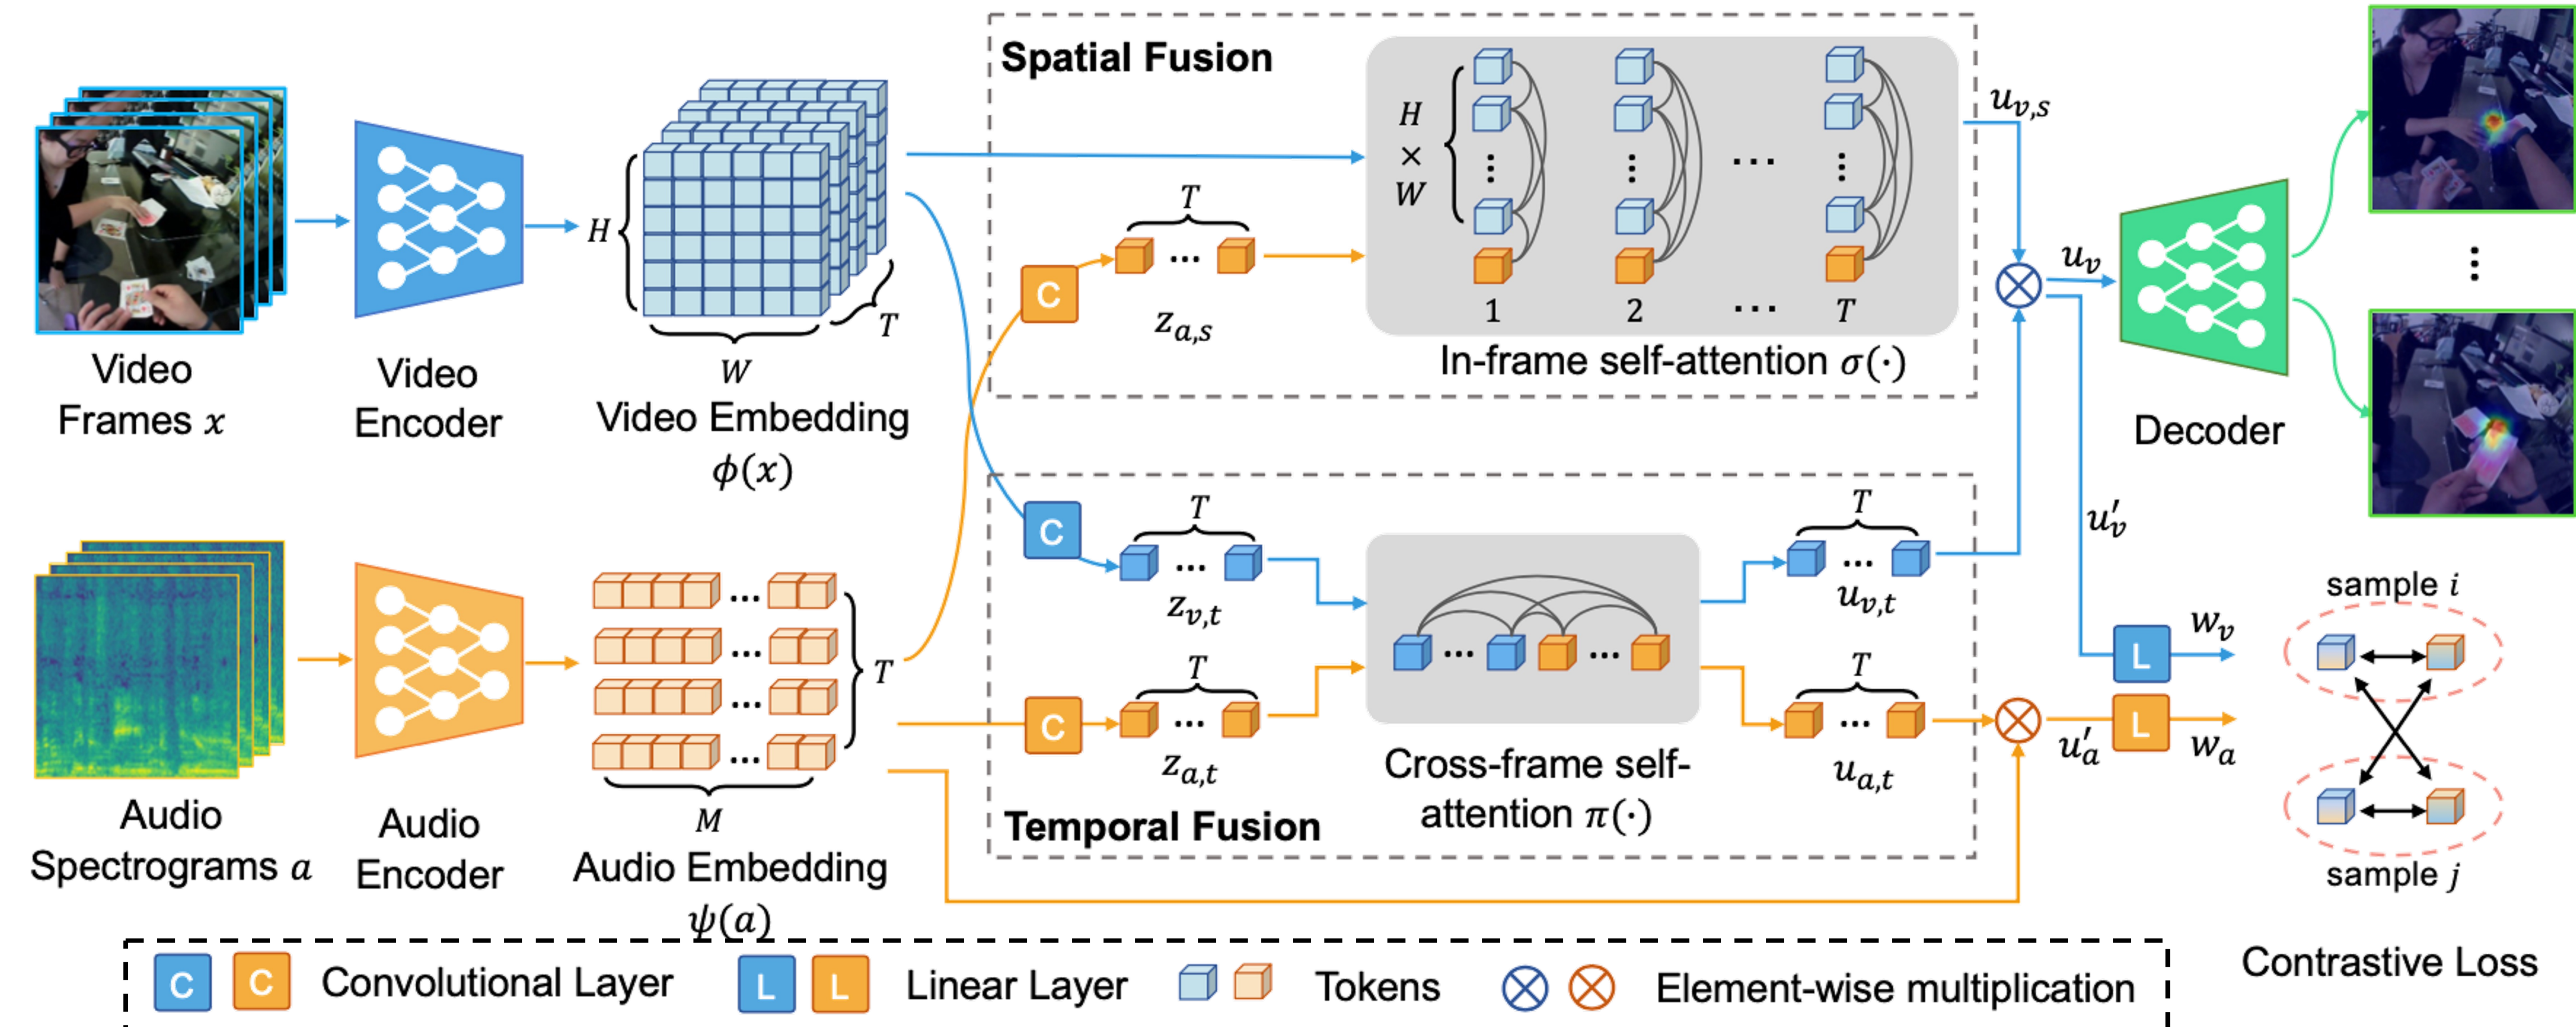 Video
Frames x
Video
Encoder
H
W
T
Video Embedding
ϕ(x)
Audio
Spectrograms a
Audio
Encoder
T
M
Audio Embedding
ψ(a)
Spatial Fusion
C
T
...
z_{a,s}
H
×
W
1
2
...
T
In-frame self-attention σ(·)
u_{v,s}
C
T
...
z_{v,t}
C
T
...
z_{a,t}
Temporal Fusion
Cross-frame self-
attention π(·)
T
...
u_{v,t}
T
...
u_{a,t}
u_v
Decoder
u'_v
L
w_v
u'_a
L
w_a
sample i
sample j
Contrastive Loss
C C Convolutional Layer L L Linear Layer Tokens Element-wise multiplication